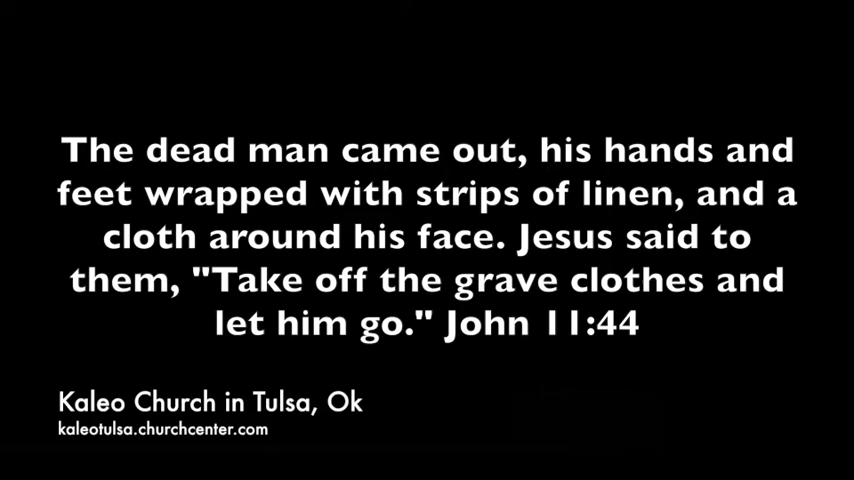 The dead man came out, his hands and
feet wrapped with strips of linen, and a
cloth around his face. Jesus said to
them, "Take off the grave clothes and
let him go." John 11:44
Kaleo Church in Tulsa, Ok
kaleotulsa.churchcenter.com